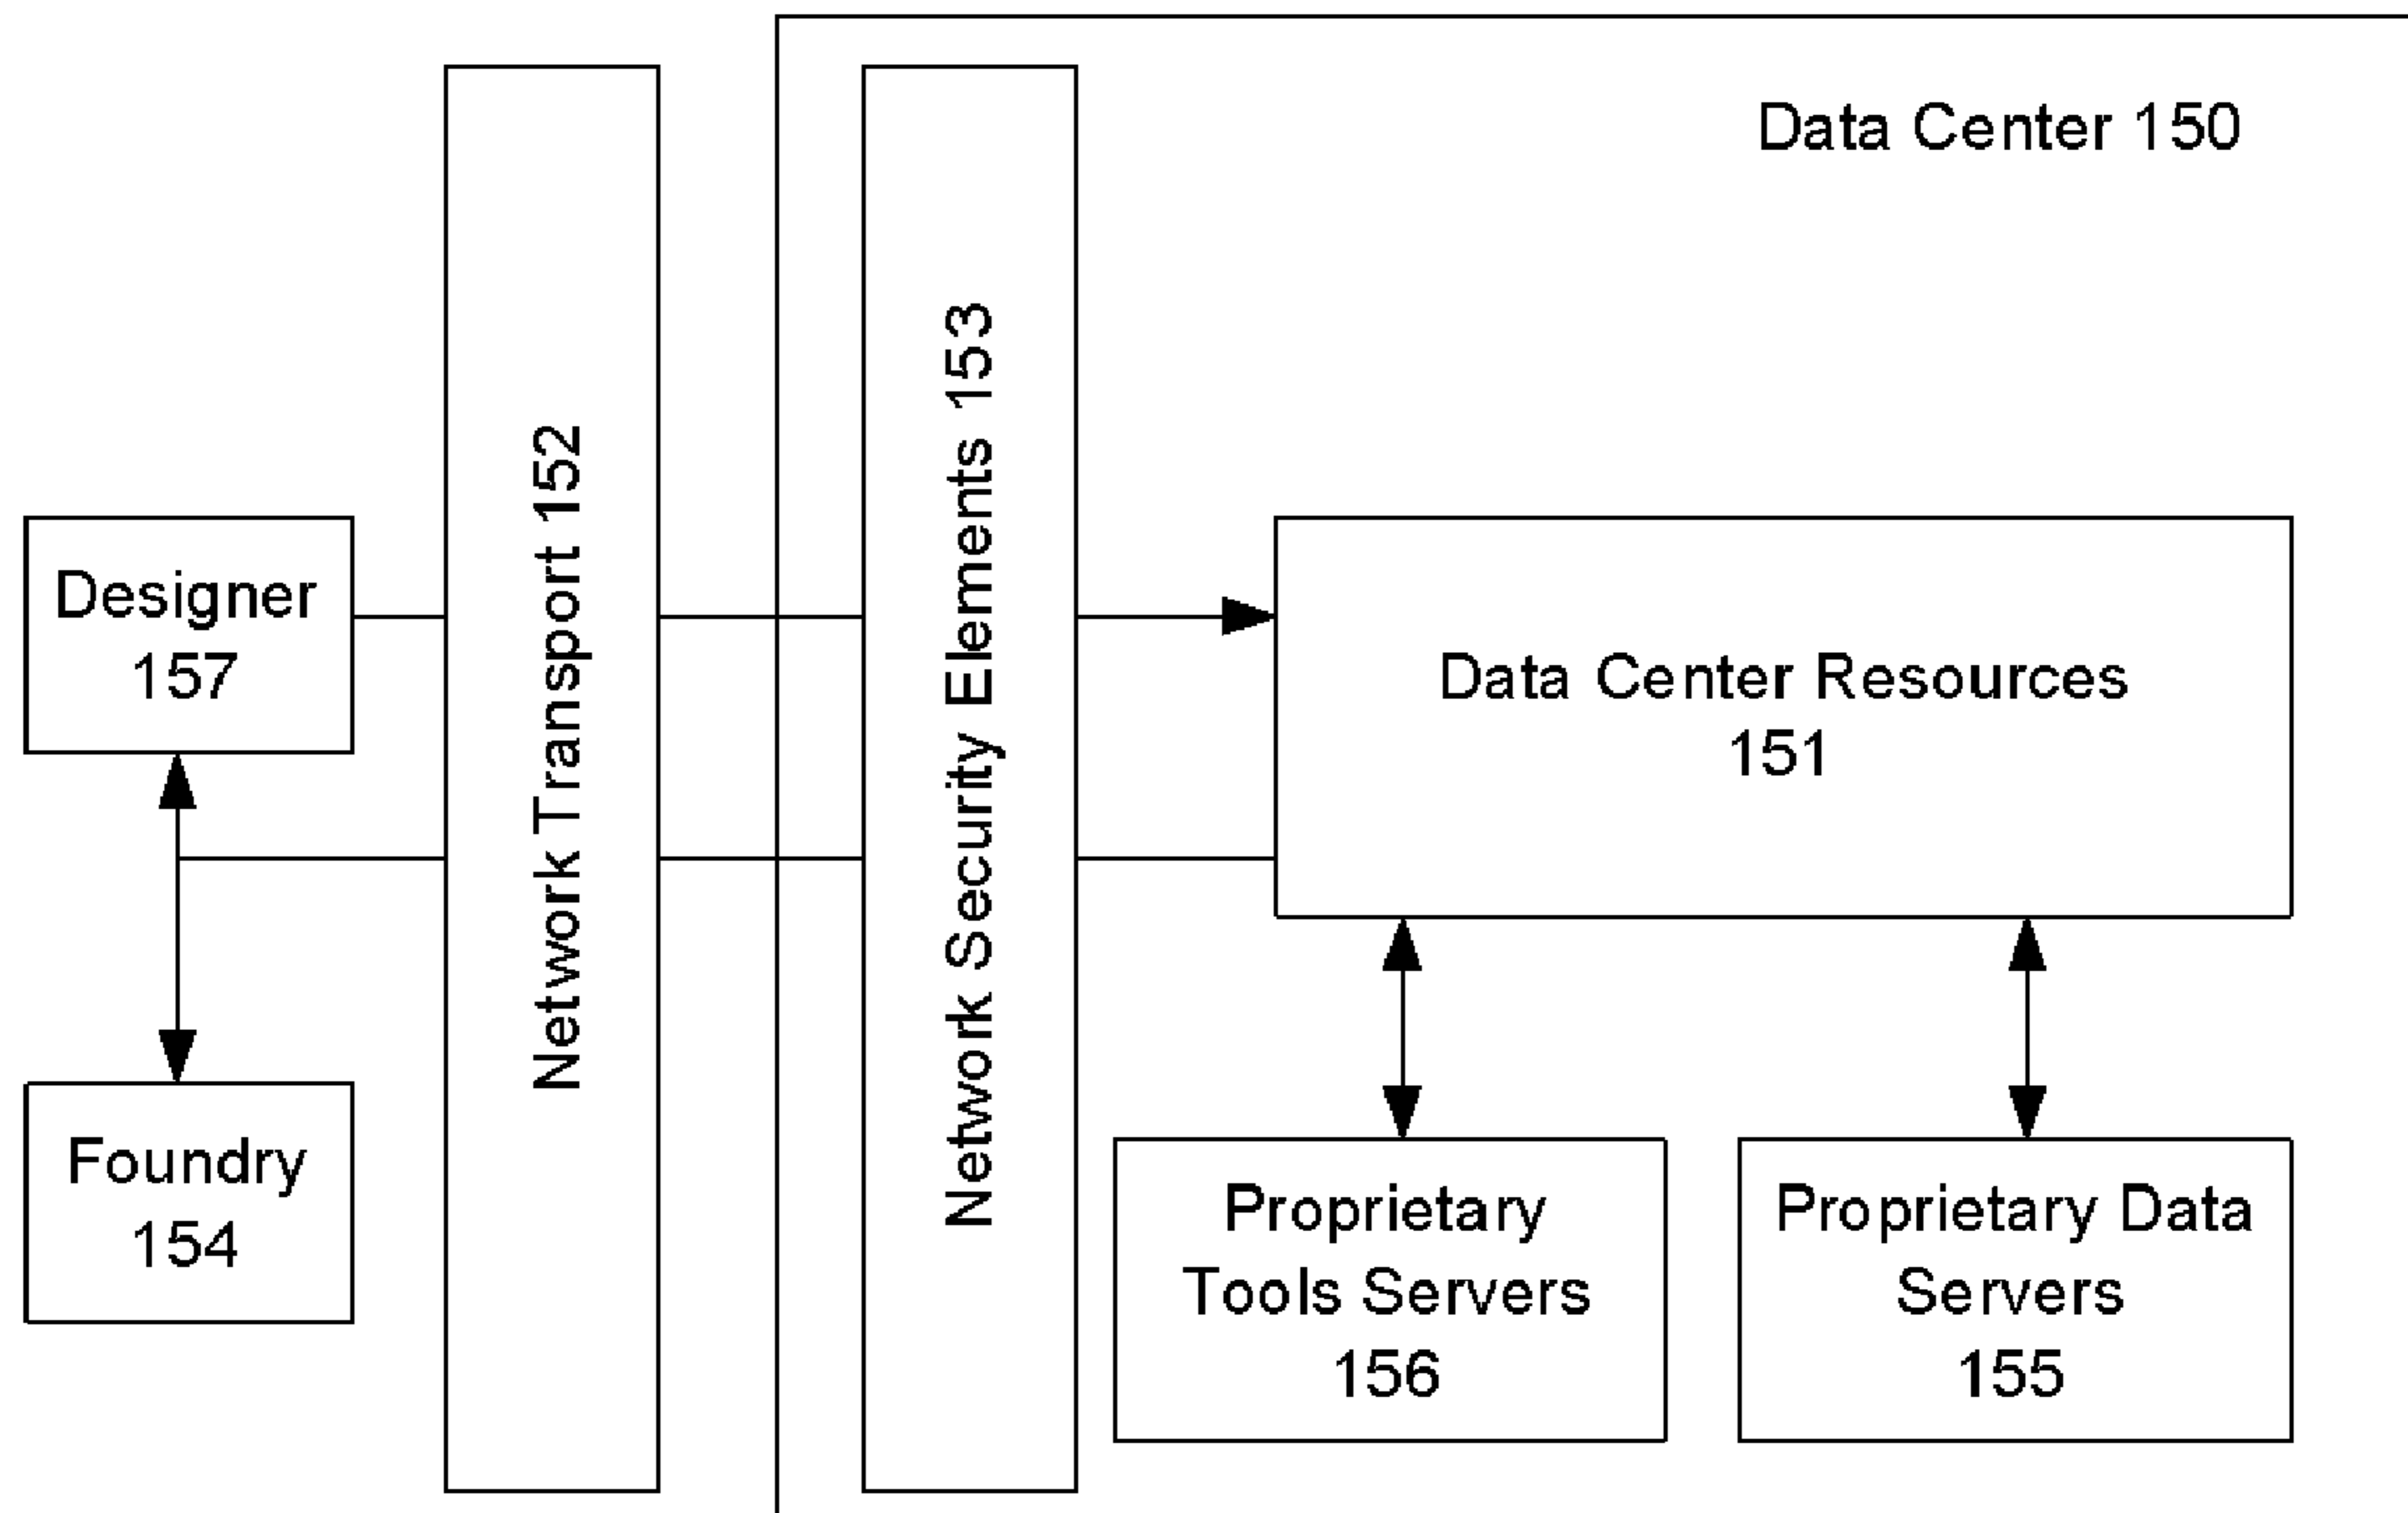 Data Center 150
Network Transport 152
Network Security Elements 153
Designer
157
Data Center Resources
151
Foundry
154
Proprietary
Tools Servers
156
Proprietary Data
Servers
155